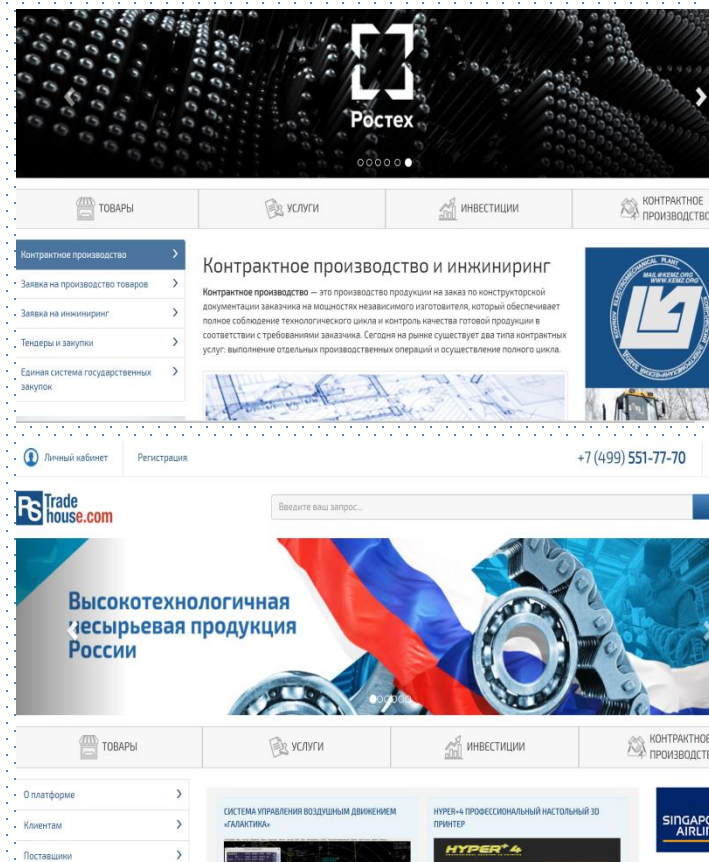 Ростех
ТОВАРЫ
УСЛУГИ
ИНВЕСТИЦИИ
КОНТРАКТНОЕ
ПРОИЗВОДСТВО
Контрактное производство
Заявка на производство товаров
Заявка на инжиниринг
Тендеры и закупки
Единая система государственных
закупок
Контрактное производство и инжиниринг
Контрактное производство — это производство продукции на заказ по конструкторской
документации заказчика на мощностях независимого изготовителя, который обеспечивает
полное соблюдение технологического цикла и контроль качества готовой продукции в
соответствии с требованиями заказчика. Сегодня на рынке существует два типа контрактных
услуг: выполнение отдельных производственных операций и осуществление полного цикла.
KOVROV ELECTROMECHANICAL PLANT
MAIL@KEMZ.ORG
WWW.KEMZ.ORG
Личный кабинет
Регистрация
+7 (499) 551-77-70
RS Trade
house.com
Введите ваш запрос...
Высокотехнологичная
несырьевая продукция
России
ТОВАРЫ
УСЛУГИ
ИНВЕСТИЦИИ
КОНТРАКТНОЕ
ПРОИЗВОДСТВ
О платформе
Клиентам
Поставщики
СИСТЕМА УПРАВЛЕНИЯ ВОЗДУШНЫМ ДВИЖЕНИЕМ
«ГАЛАКТИКА»
HYPER+4 ПРОФЕССИОНАЛЬНЫЙ НАСТОЛЬНЫЙ 3D
ПРИНТЕР
HYPER+4
SINGAPO
AIRLIN